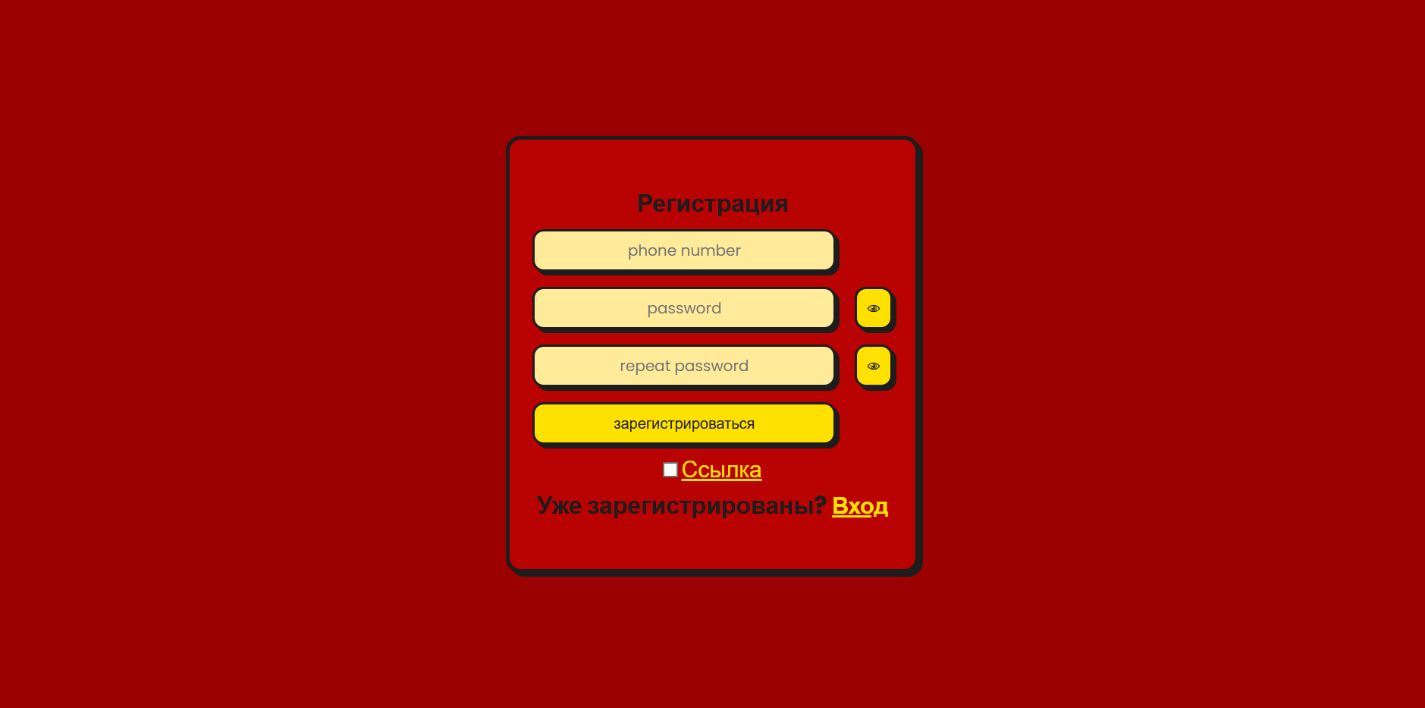 Регистрация
phone number
password
repeat password
зарегистрироваться
Ссылка
Уже зарегистрированы? Вход